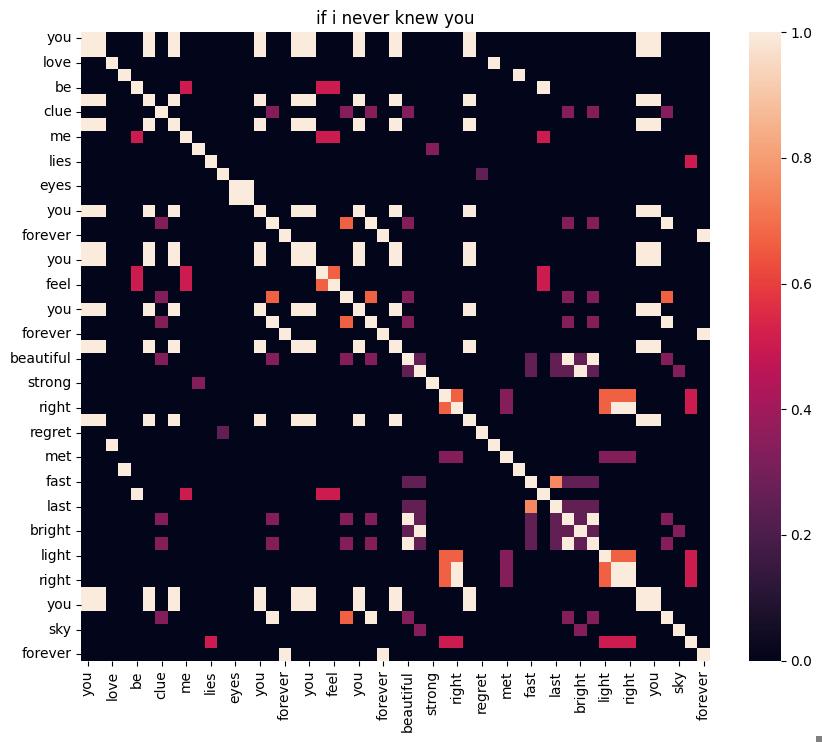 if i never knew you
you
love
be
clue
me
lies
eyes
you
forever
you
feel
you
forever
beautiful
strong
right
regret
met
fast
last
bright
light
right
you
sky
forever
1.0
0.8
0.6
0.4
0.2
0.0
you
love
be
clue
me
lies
eyes
you
forever
you
feel
you
forever
beautiful
strong
right
regret
met
fast
last
bright
light
right
you
sky
forever